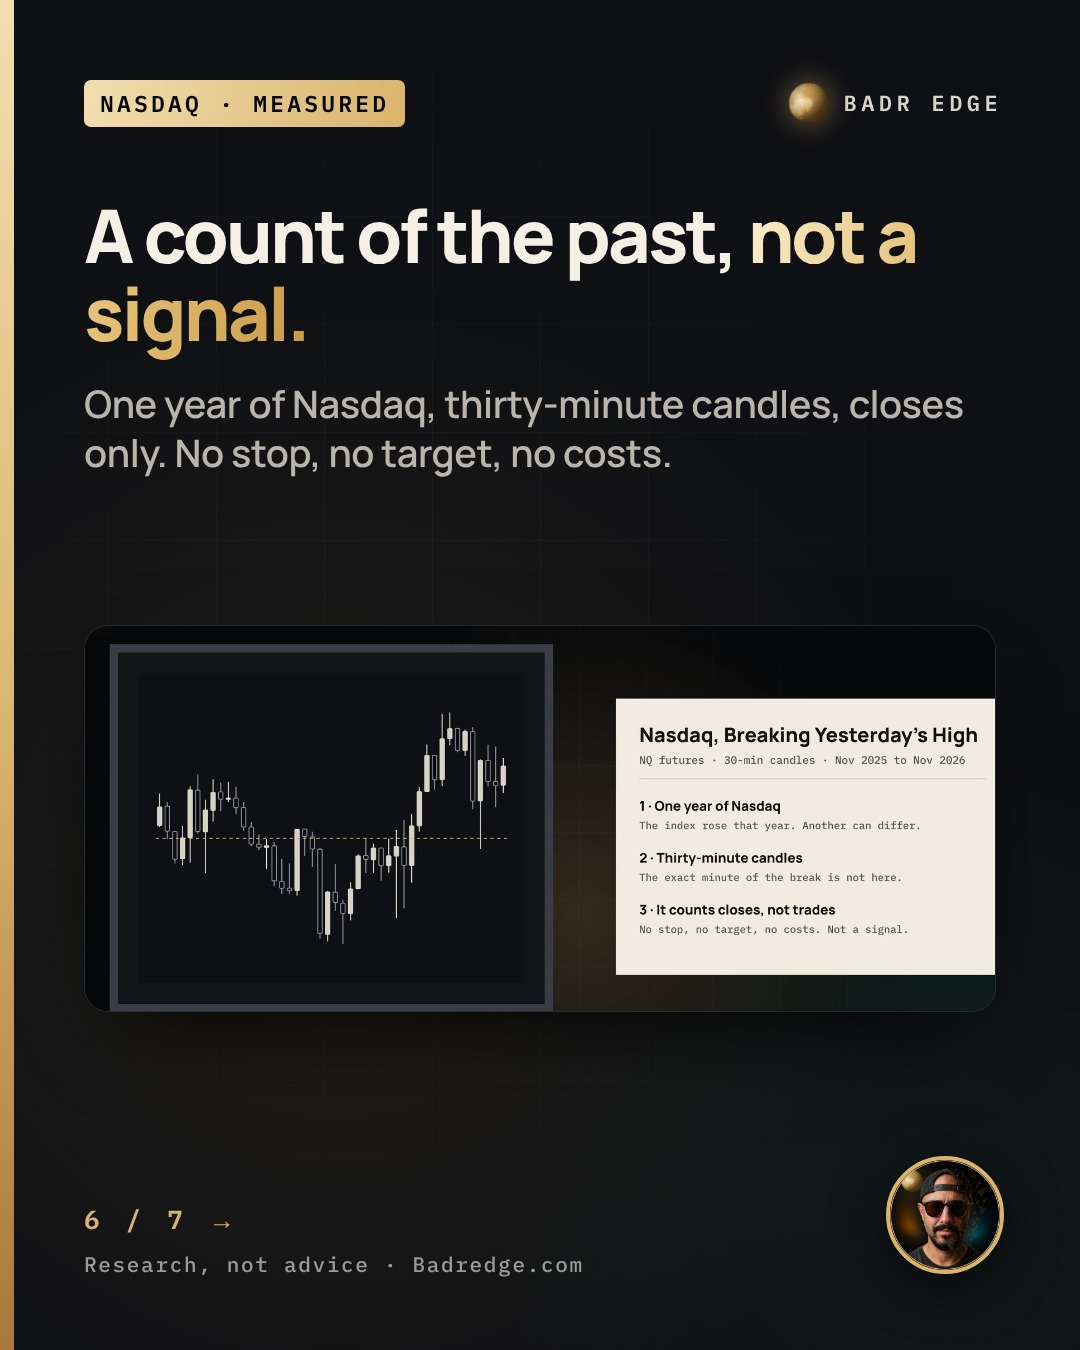 NASDAQ · MEASURED
BADR EDGE
A count of the past, not a
signal.
One year of Nasdaq, thirty-minute candles, closes
only. No stop, no target, no costs.
Nasdaq, Breaking Yesterday's High
NQ futures · 30-min candles · Nov 2025 to Nov 2026
1 · One year of Nasdaq
The index rose that year. Another can differ.
2 · Thirty-minute candles
The exact minute of the break is not here.
3 · It counts closes, not trades
No stop, no target, no costs. Not a signal.
6 / 7 →
Research, not advice · Badredge.com